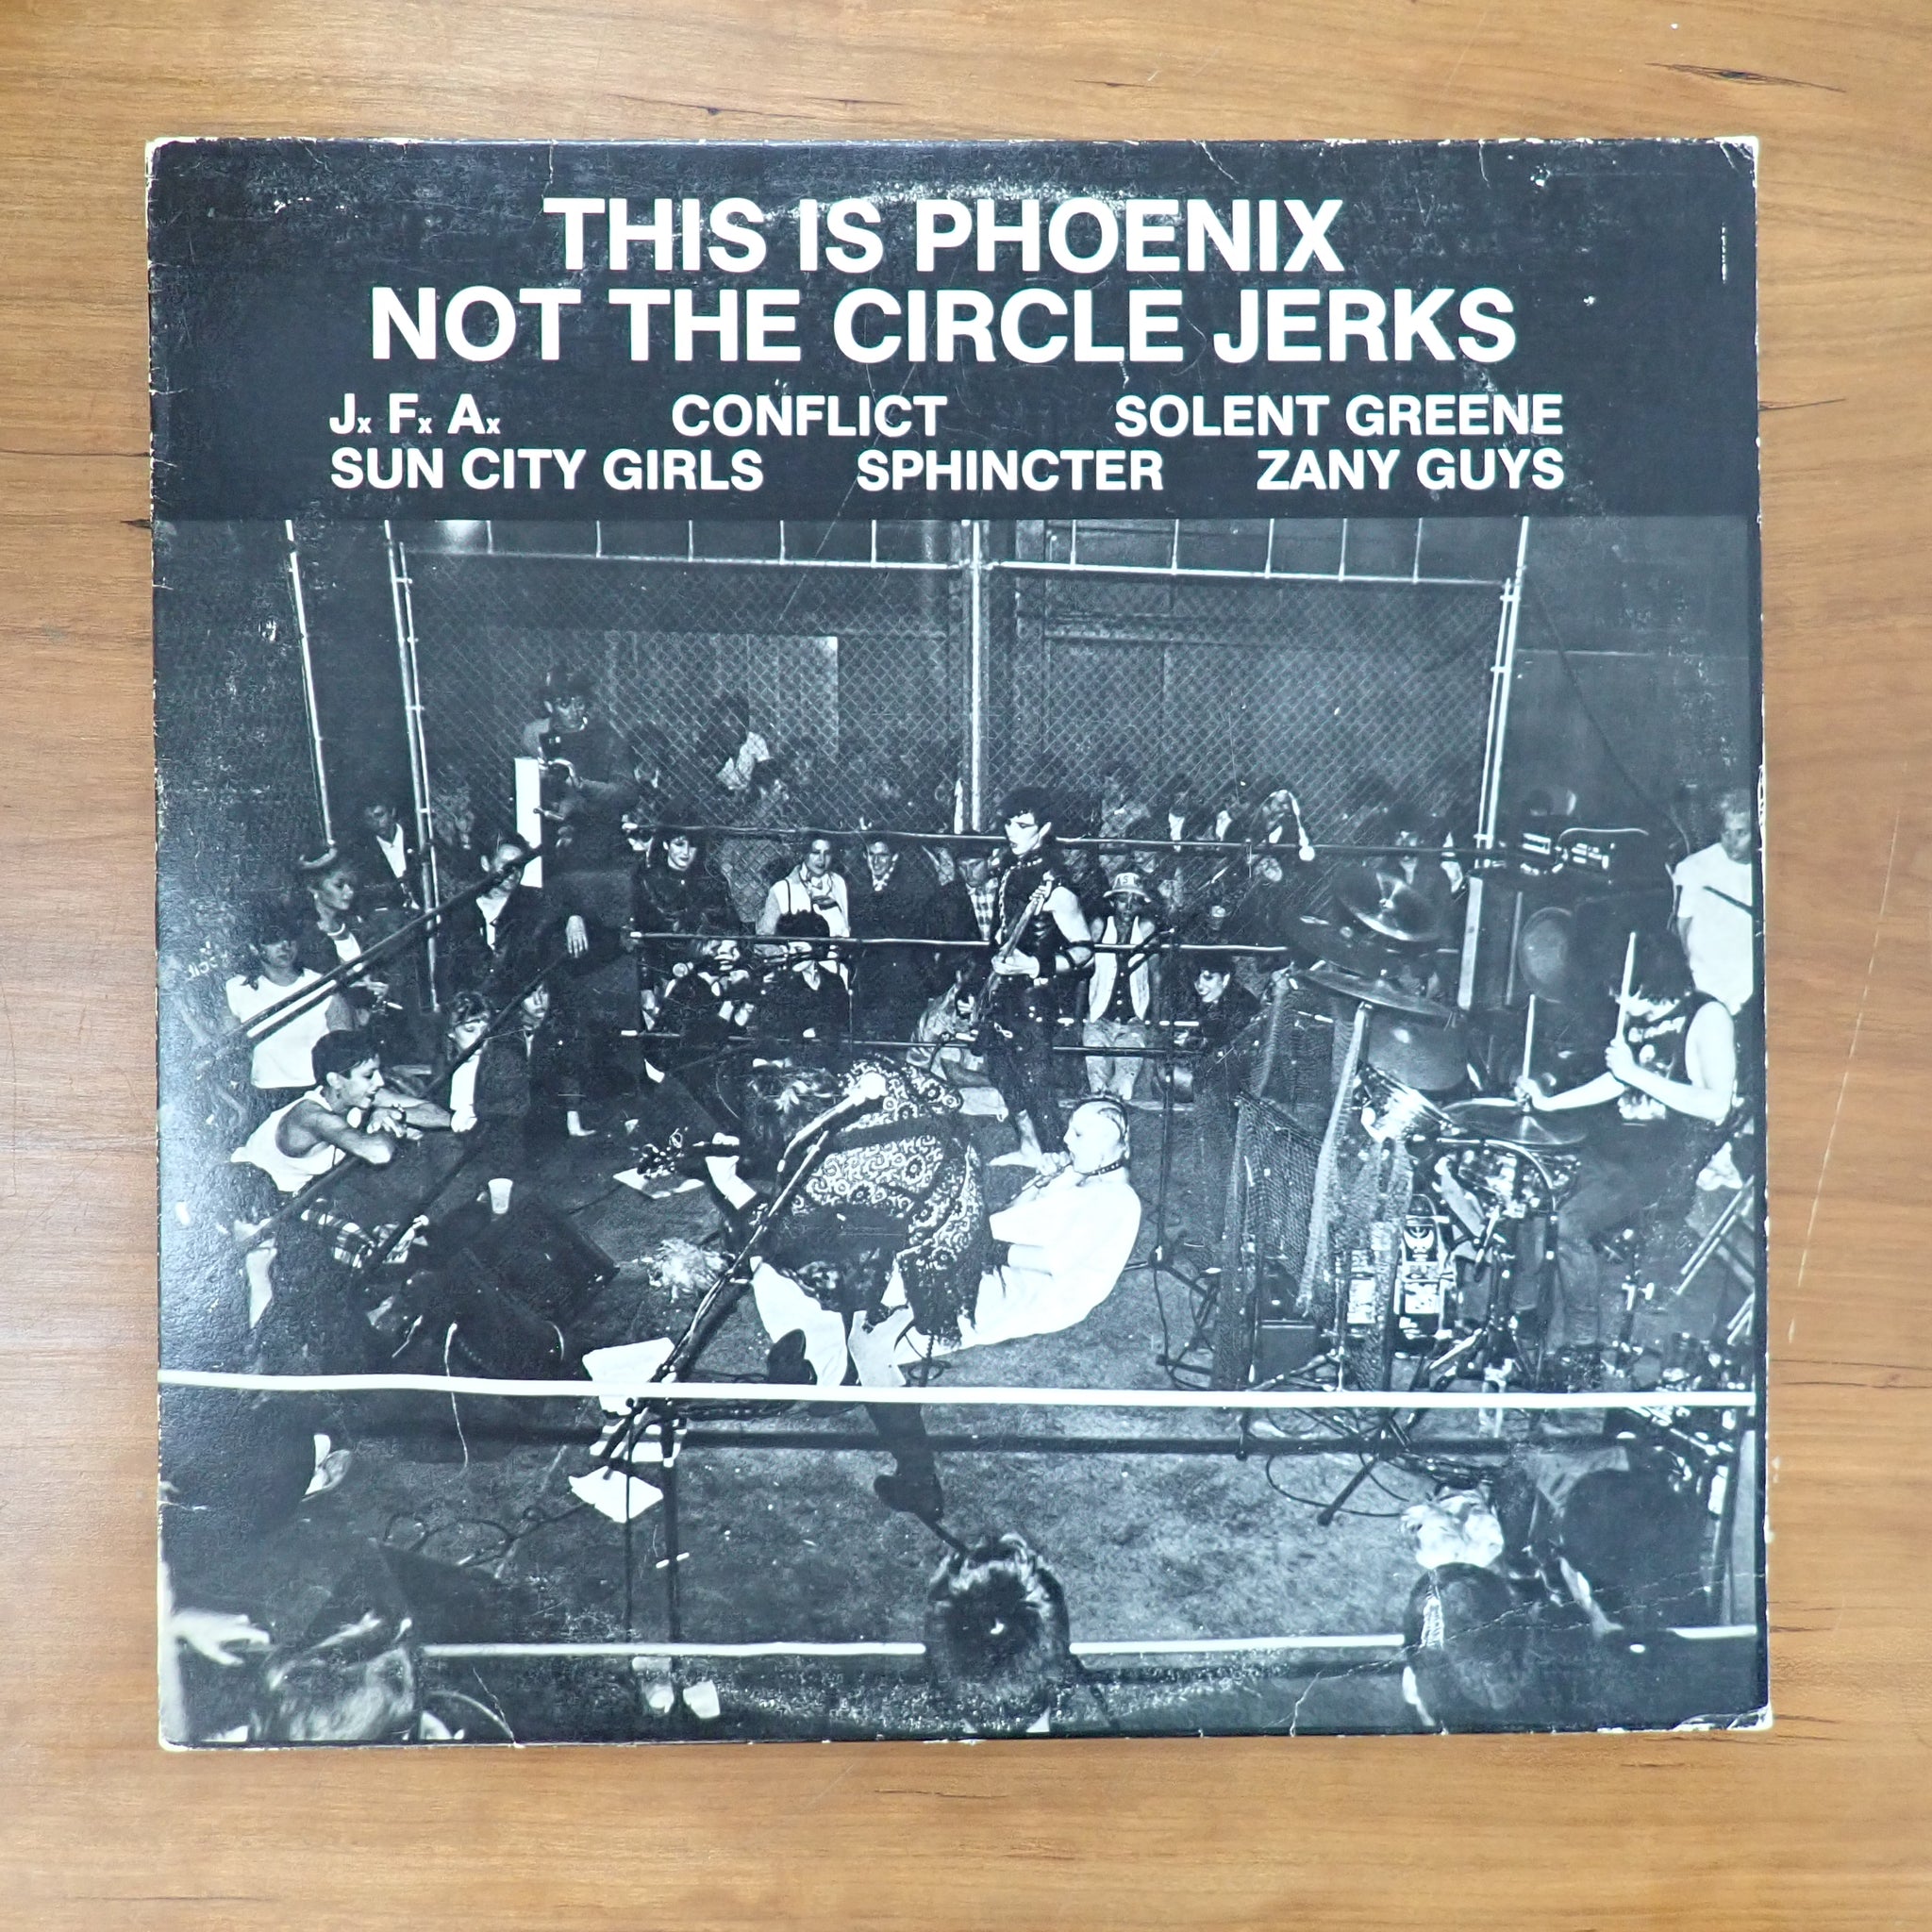 THIS IS PHOENIX
NOT THE CIRCLE JERKS
Jx Fx Ax CONFLICT SOLENT GREENE
SUN CITY GIRLS SPHINCTER ZANY GUYS